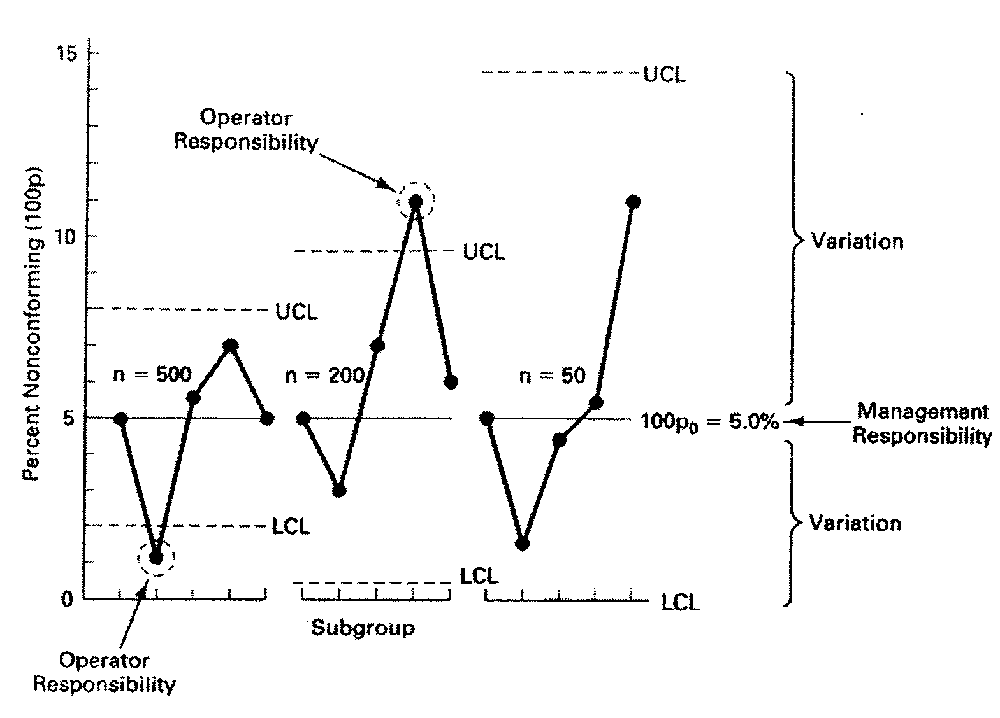 15
UCL
Operator
Responsibility
10
UCL
Variation
UCL
n = 500
n = 200
n = 50
5
100p₀ = 5.0%
Management
Responsibility
LCL
Variation
LCL
0
LCL
Subgroup
Operator
Responsibility
Percent Nonconforming (100p)